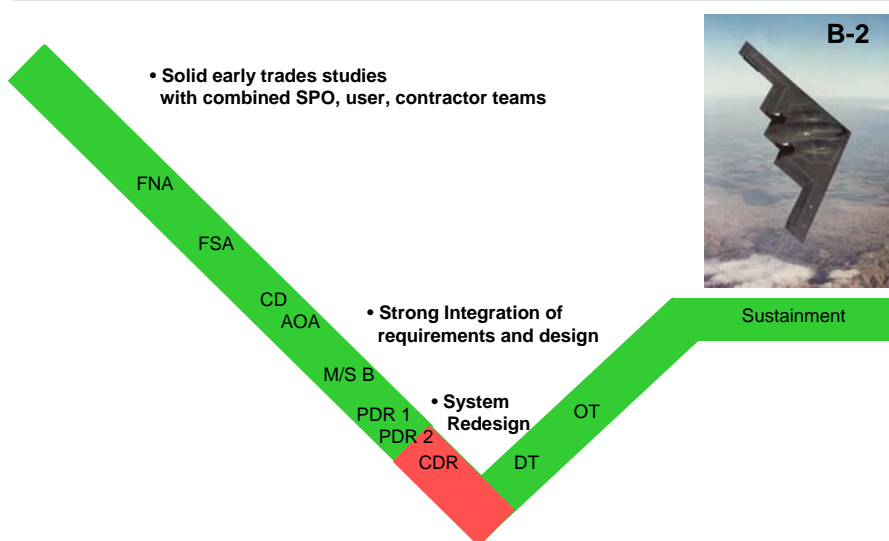 B-2
• Solid early trades studies
with combined SPO, user, contractor teams
FNA
FSA
CD
AOA
• Strong Integration of
requirements and design
Sustainment
M/S B
• System
Redesign
PDR 1
PDR 2
OT
CDR
DT